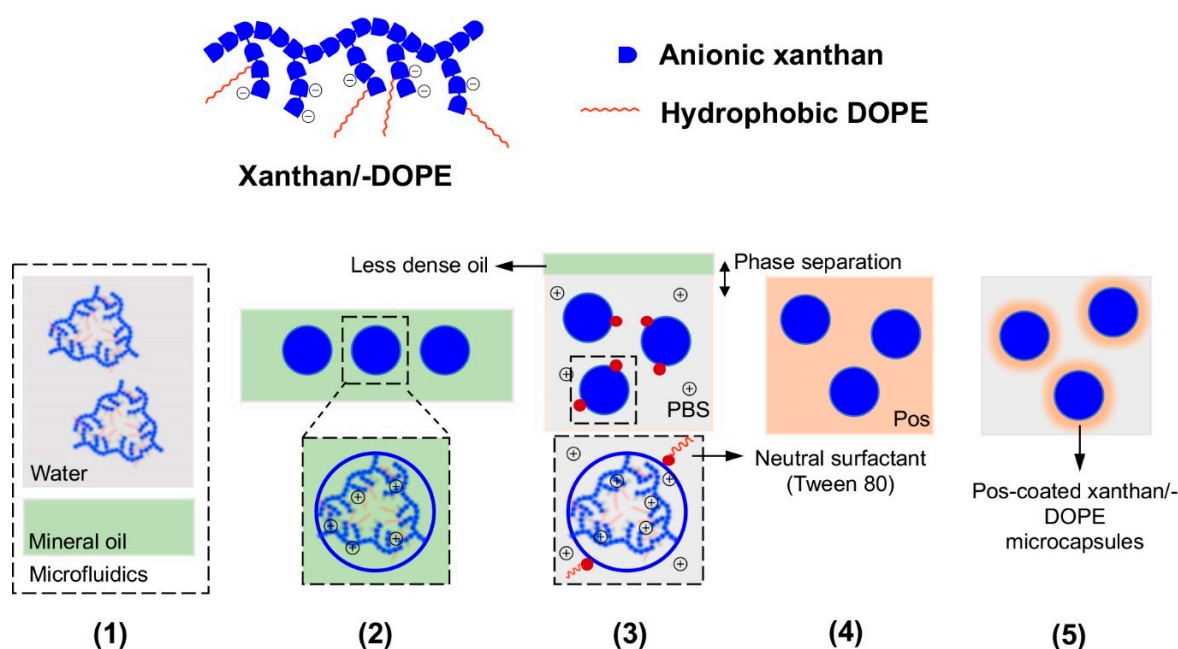 Anionic xanthan
Hydrophobic DOPE
Xanthan/-DOPE
Less dense oil
Phase separation
Water
Mineral oil
Microfluidics
PBS
Pos
Neutral surfactant
(Tween 80)
Pos-coated xanthan/-
DOPE
microcapsules
(1)
(2)
(3)
(4)
(5)